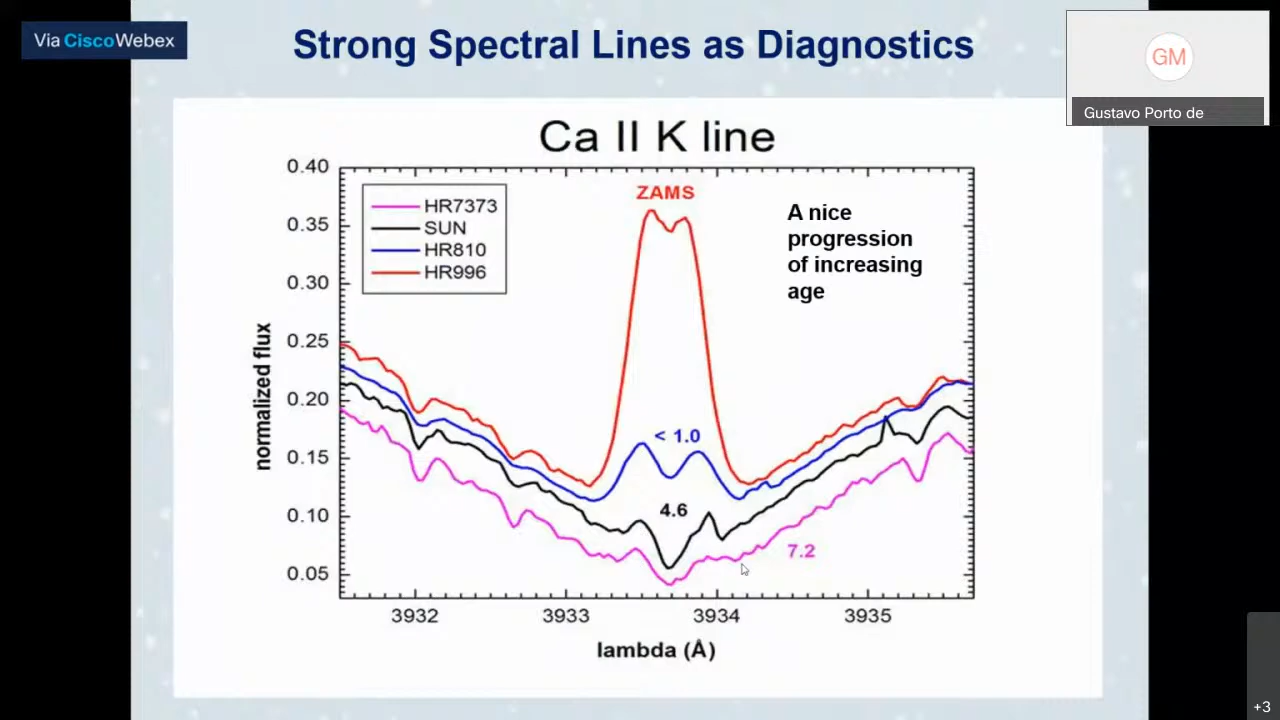 Via Cisco Webex
Strong Spectral Lines as Diagnostics
GM
Gustavo Porto de
Ca II K line
0.40
0.35
0.30
0.25
0.20
0.15
0.10
0.05
normalized flux
HR7373
SUN
HR810
HR996
ZAMS
A nice
progression
of increasing
age
< 1.0
4.6
7.2
3932
3933
3934
3935
lambda (Å)
+3